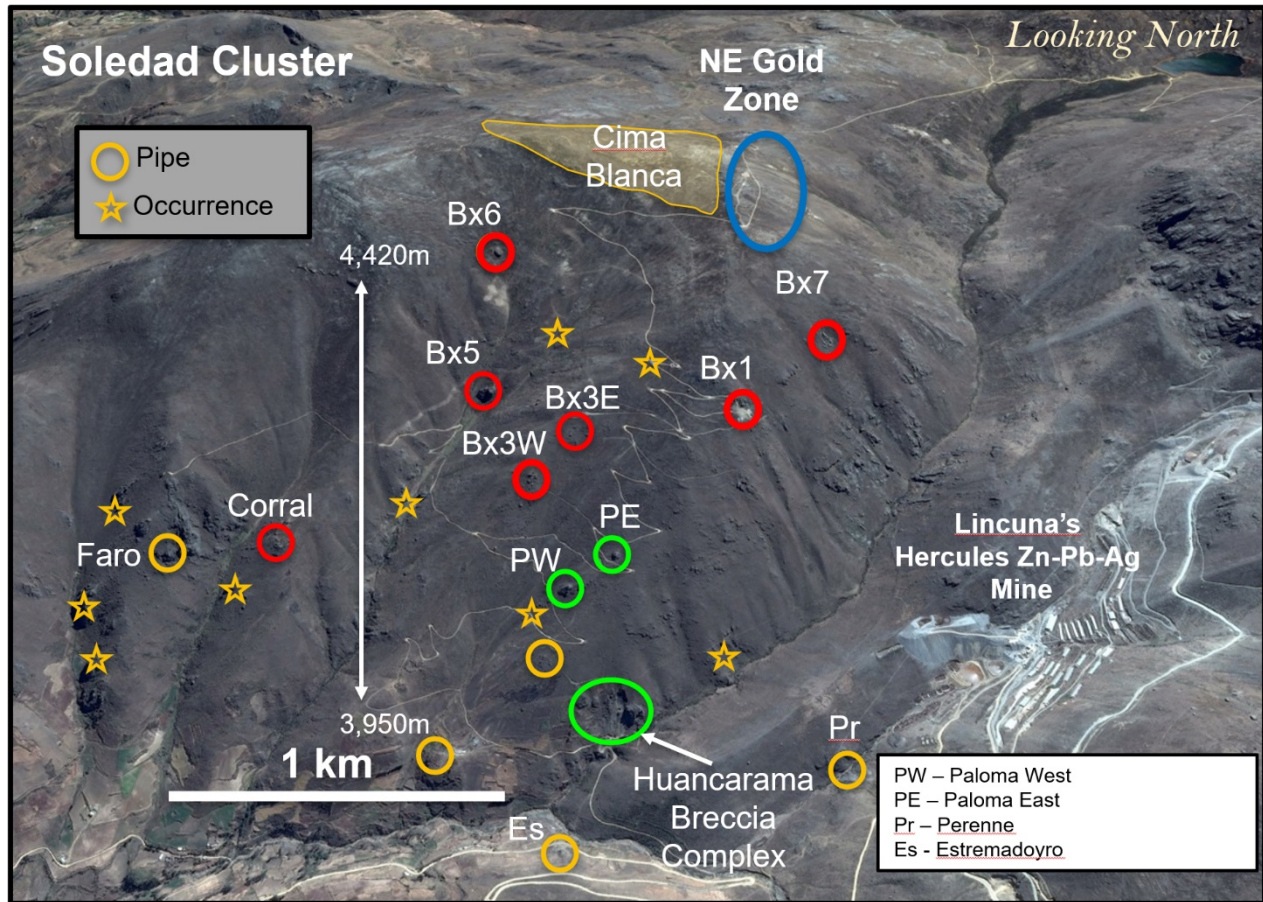 Soledad Cluster
Looking North
NE Gold
Zone
Pipe
Occurrence
Cima
Blanca
Bx6
4,420m
Bx7
Bx5
Bx1
Bx3E
Bx3W
Corral
PE
Faro
PW
Lincuna's
Hercules Zn-Pb-Ag
Mine
3,950m
1 km
Pr
Huancarama
Breccia
Complex
Es
PW – Paloma West
PE – Paloma East
Pr – Perenne
Es - Estremadoyro